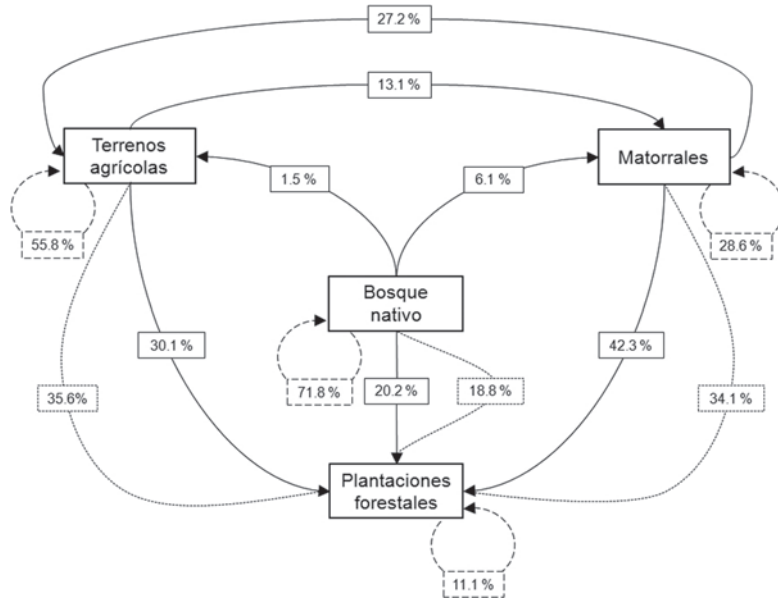 27.2 %
13.1 %
Terrenos
agrícolas
Matorrales
1.5 %
6.1 %
55.8 %
28.6 %
Bosque
nativo
30.1 %
42.3 %
71.8 %
20.2 %
18.8 %
35.6%
34.1 %
Plantaciones
forestales
11.1 %